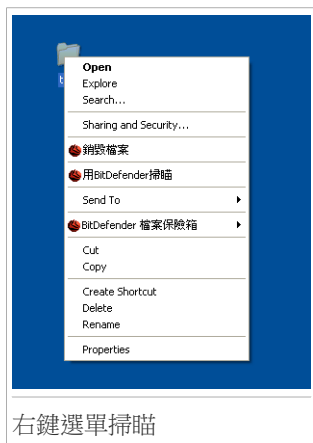 Open
Explore
Search...
Sharing and Security...
銷毀檔案
用BitDefender掃瞄
Send To
BitDefender 檔案保險箱
Cut
Copy
Create Shortcut
Delete
Rename
Properties
右鍵選單掃瞄